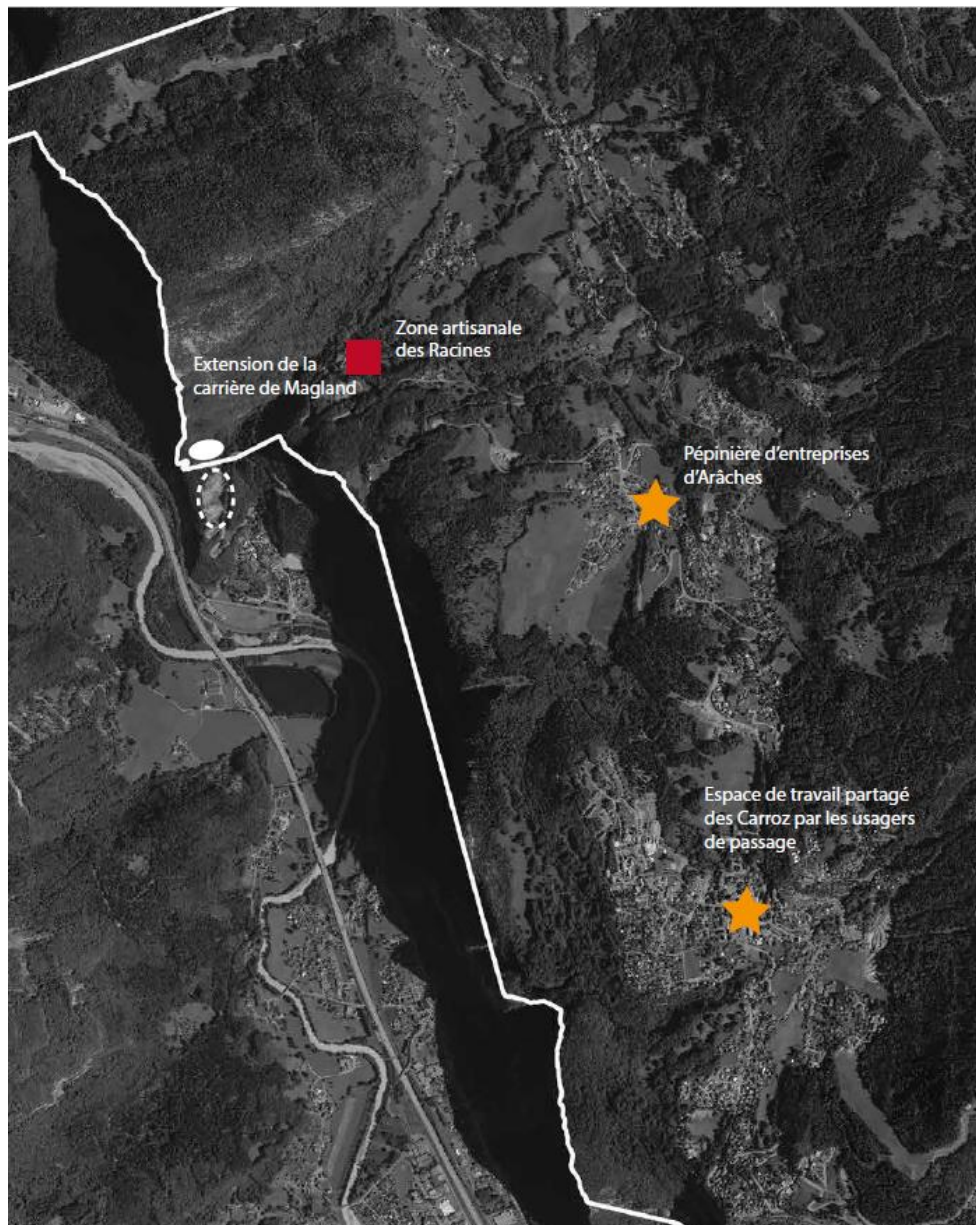 Zone artisanale
des Racines
Extension de la
carrière de Magland
Pépinière d'entreprises
d'Arâches
Espace de travail partagé
des Carroz par les usagers
de passage